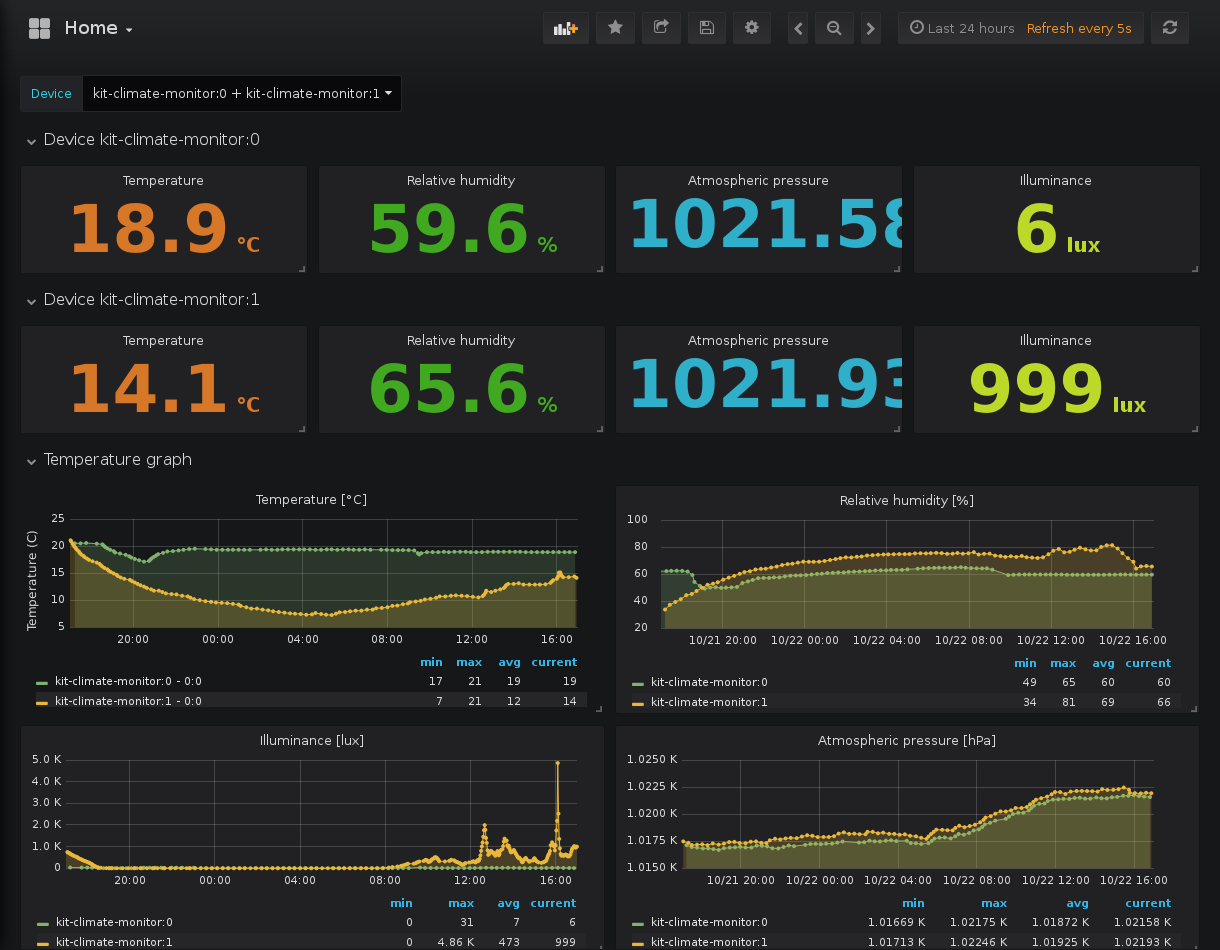 Home
Last 24 hours Refresh every 5s
Device kit-climate-monitor:0 + kit-climate-monitor:1
Device kit-climate-monitor:0
Temperature Relative humidity Atmospheric pressure Illuminance
18.9 °C 59.6 % 1021.58 6 lux
Device kit-climate-monitor:1
Temperature Relative humidity Atmospheric pressure Illuminance
14.1 °C 65.6 % 1021.93 999 lux
Temperature graph
Temperature [°C]
Temperature (C)
25
20
15
10
5
20:00 00:00 04:00 08:00 12:00 16:00
min max avg current
kit-climate-monitor:0 - 0:0 17 21 19 19
kit-climate-monitor:1 - 0:0 7 21 12 14
Relative humidity [%]
100
80
60
40
20
10/21 20:00 10/22 00:00 10/22 04:00 10/22 08:00 10/22 12:00 10/22 16:00
min max avg current
kit-climate-monitor:0 49 65 60 60
kit-climate-monitor:1 34 81 69 66
Illuminance [lux]
5.0 K
4.0 K
3.0 K
2.0 K
1.0 K
0
20:00 00:00 04:00 08:00 12:00 16:00
min max avg current
kit-climate-monitor:0 0 31 7 6
kit-climate-monitor:1 0 4.86 K 473 999
Atmospheric pressure [hPa]
1.0250 K
1.0225 K
1.0200 K
1.0175 K
1.0150 K
10/21 20:00 10/22 00:00 10/22 04:00 10/22 08:00 10/22 12:00 10/22 16:00
min max avg current
kit-climate-monitor:0 1.01669 K 1.02175 K 1.01872 K 1.02158 K
kit-climate-monitor:1 1.01713 K 1.02246 K 1.01925 K 1.02193 K